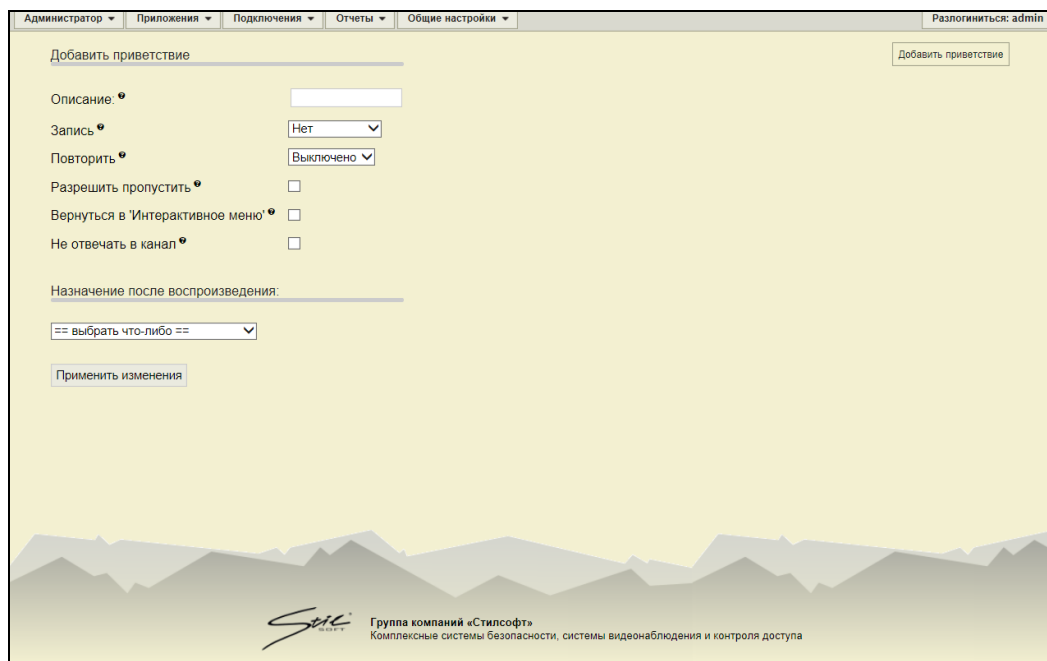 Администратор Приложения Подключения Отчеты Общие настройки Разлогиниться: admin
Добавить приветствие
Добавить приветствие
Описание:
Запись Нет
Повторить Выключено
Разрешить пропустить
Вернуться в 'Интерактивное меню'
Не отвечать в канал
Назначение после воспроизведения:
== выбрать что-либо ==
Применить изменения
Stil SOFT
Группа компаний «Стилсофт»
Комплексные системы безопасности, системы видеонаблюдения и контроля доступа